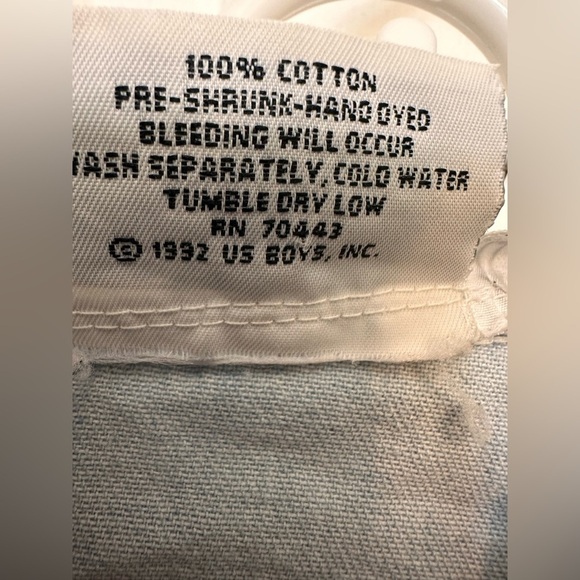 100% COTTON
PRE-SHRUNK-HAND DYED
BLEEDING WILL OCCUR
ASH SEPARATELY, COLD WATER
TUMBLE DRY LOW
RN 70443
© 1992 US BOYS, INC.